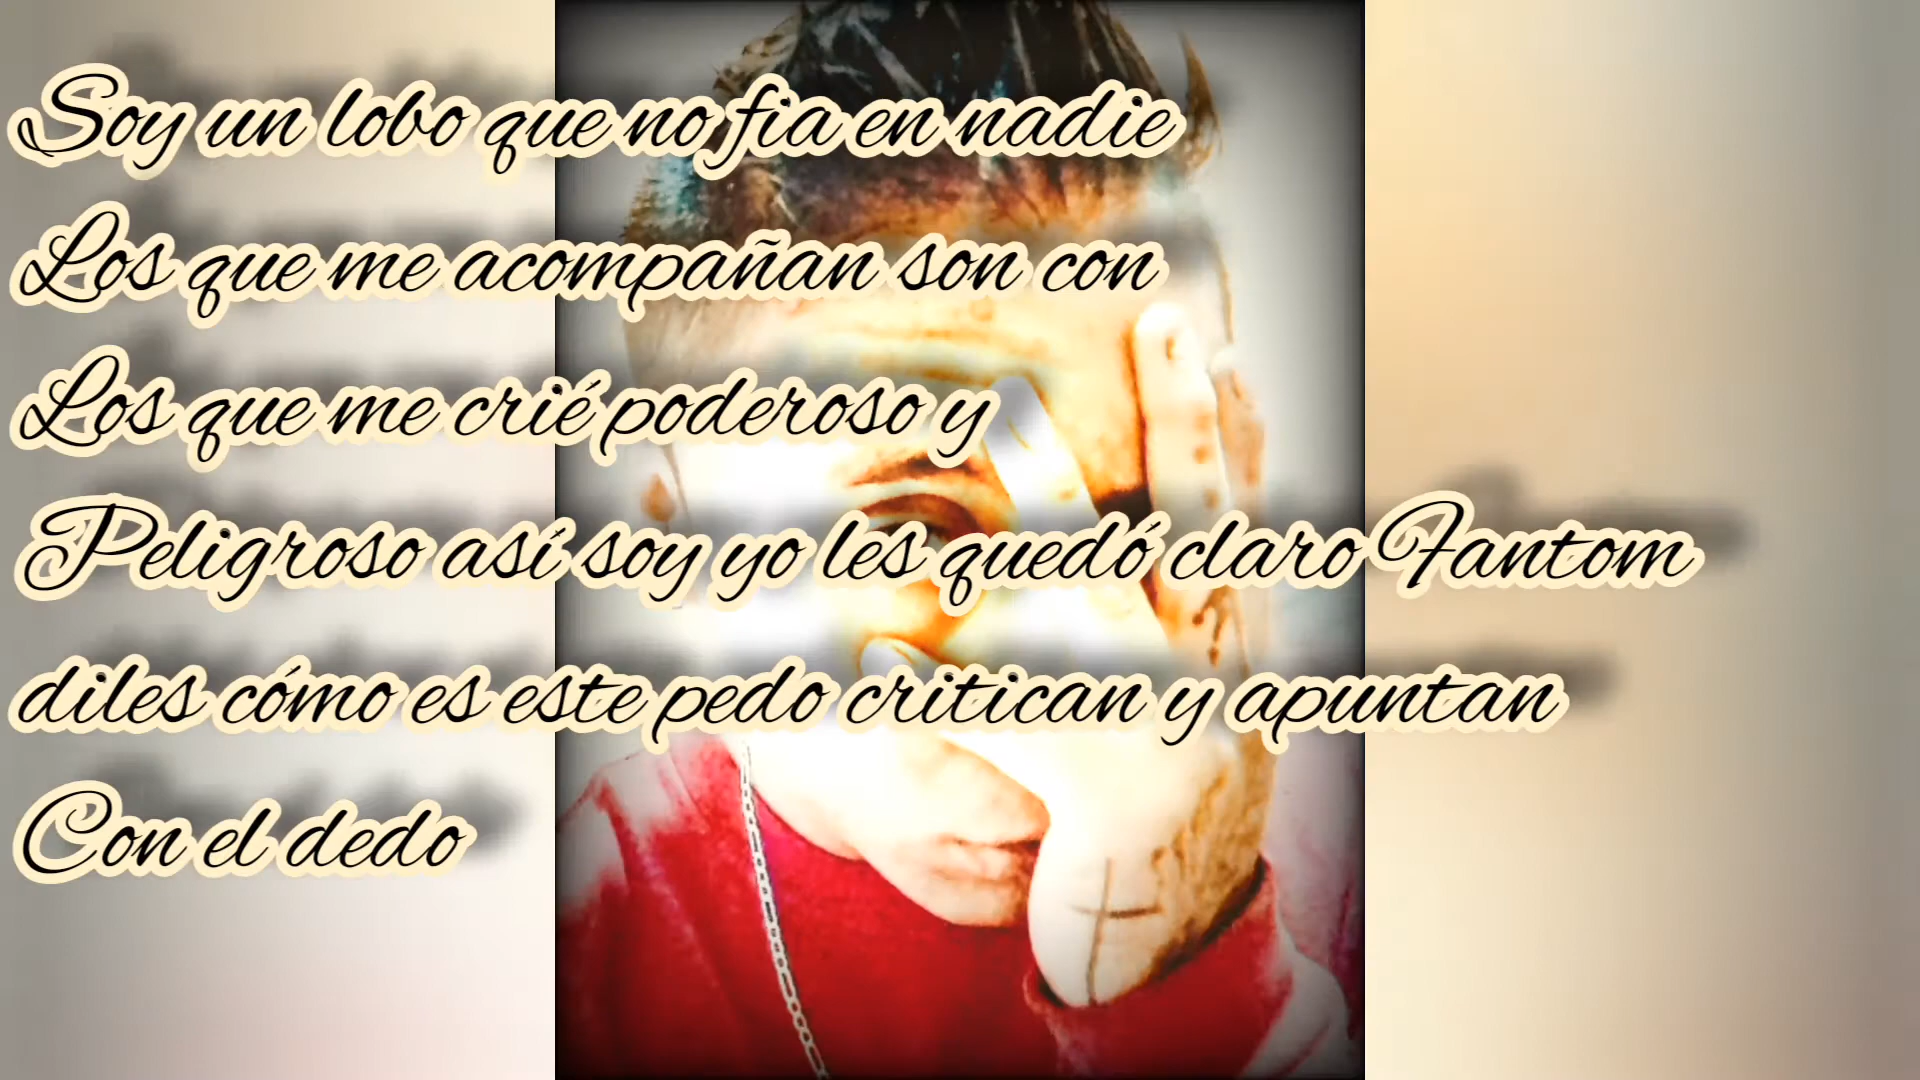 Soy un lobo que no fia en nadie
Los que me acompañan son con
Los que me crié poderoso y
Peligroso así soy yo les quedó claro Fantom
diles cómo es este pedo critican y apuntan
Con el dedo